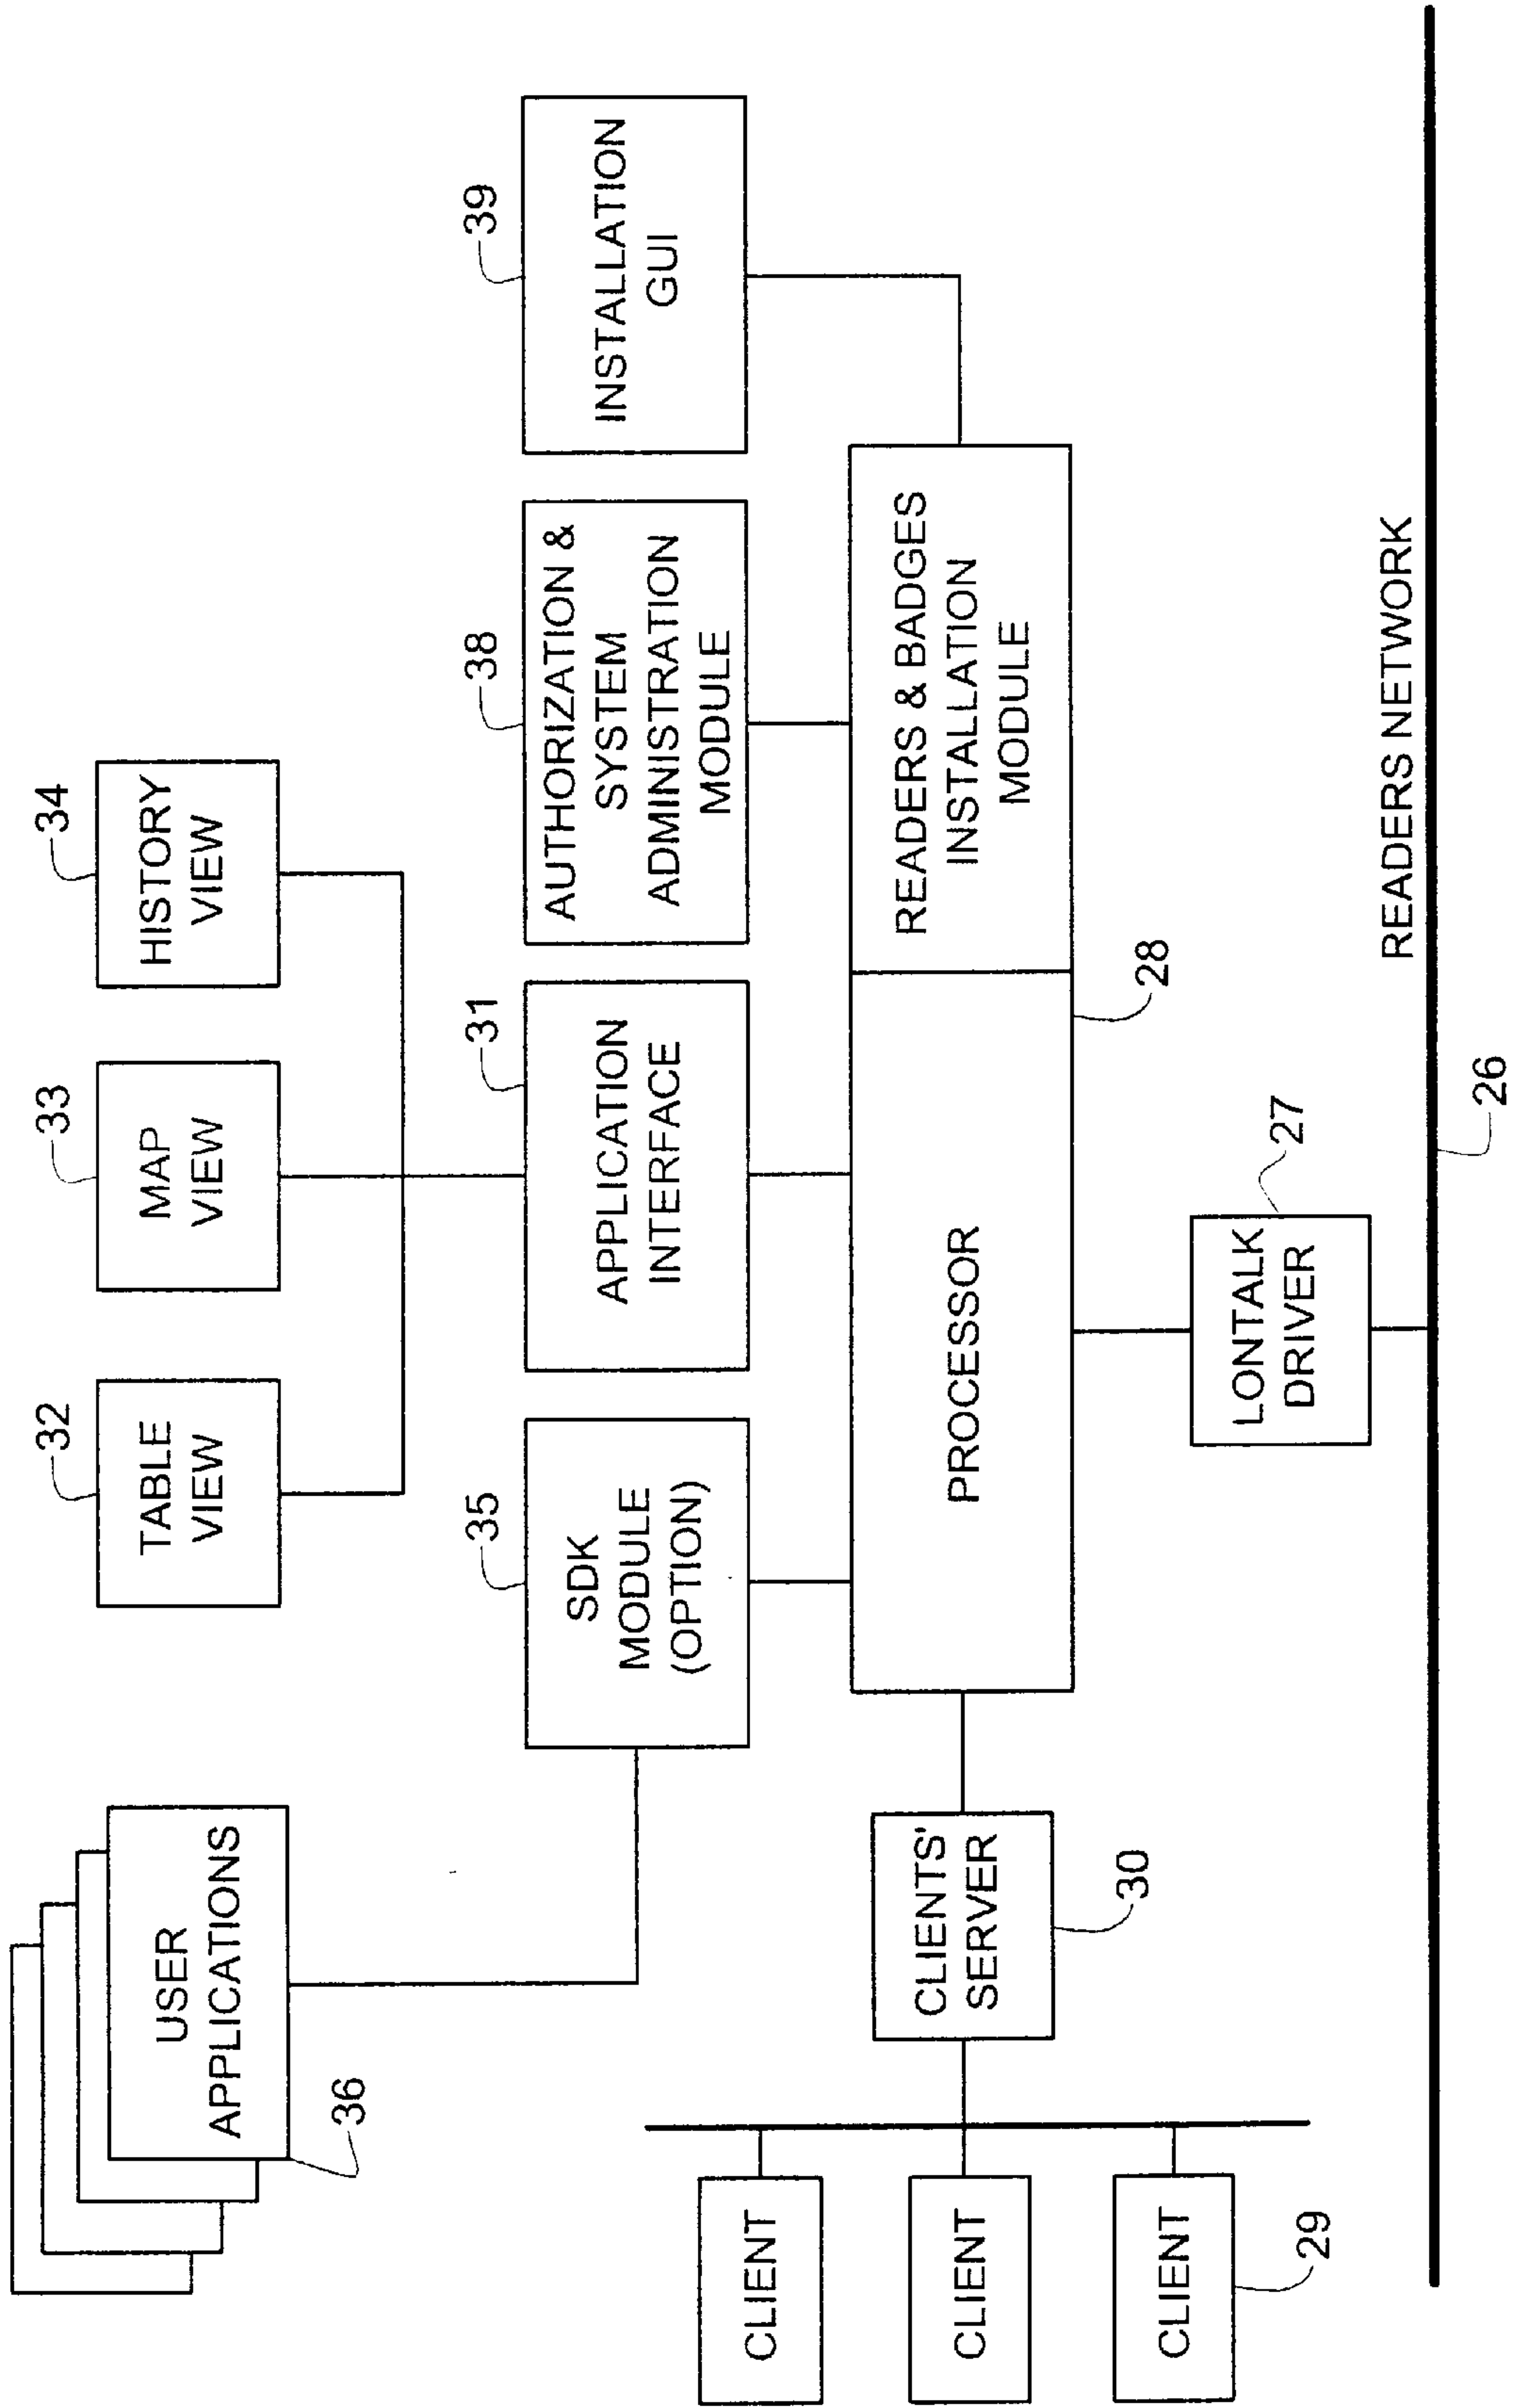 36
USER
APPLICATIONS
32
TABLE
VIEW
33
MAP
VIEW
34
HISTORY
VIEW
35
SDK
MODULE
(OPTION)
31
APPLICATION
INTERFACE
38
AUTHORIZATION &
SYSTEM
ADMINISTRATION
MODULE
39
INSTALLATION
GUI
CLIENT
CLIENT
CLIENT
29
CLIENTS'
SERVER
30
PROCESSOR
28
READERS & BADGES
INSTALLATION
MODULE
LONTALK
DRIVER
27
READERS NETWORK
26